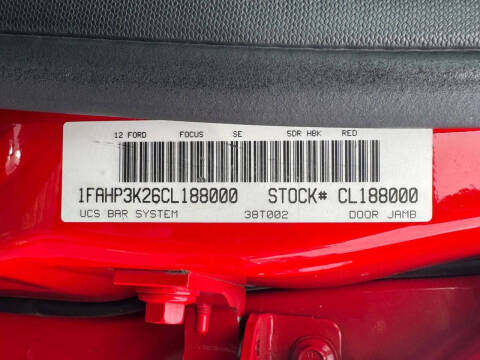 12 FORD FOCUS SE 5DR HBK RED
1FAHP3K26CL188000 STOCK# CL188000
UCS BAR SYSTEM 38T002 DOOR JAMB